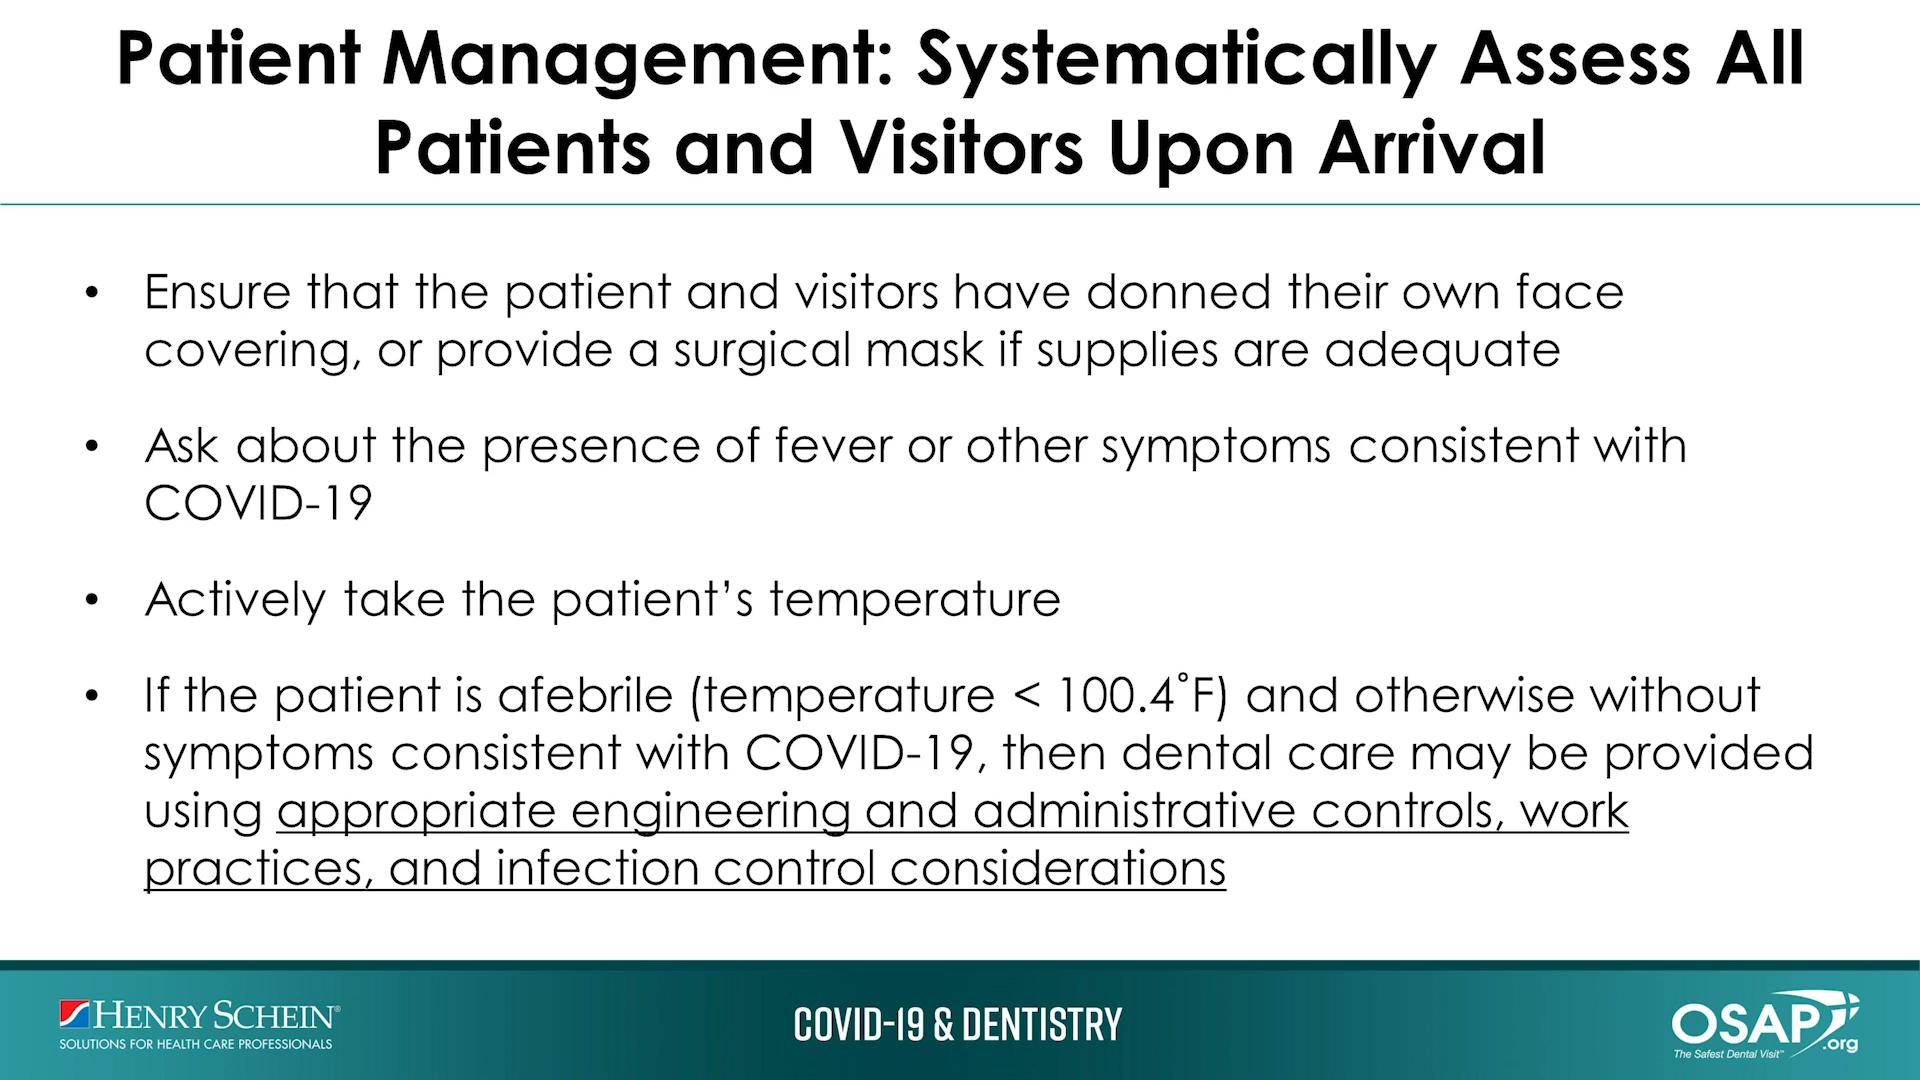 Patient Management: Systematically Assess All
Patients and Visitors Upon Arrival
• Ensure that the patient and visitors have donned their own face
covering, or provide a surgical mask if supplies are adequate
• Ask about the presence of fever or other symptoms consistent with
COVID-19
• Actively take the patient’s temperature
• If the patient is afebrile (temperature < 100.4˚F) and otherwise without
symptoms consistent with COVID-19, then dental care may be provided
using appropriate engineering and administrative controls, work
practices, and infection control considerations
HENRY SCHEIN®
SOLUTIONS FOR HEALTH CARE PROFESSIONALS
COVID-19 & DENTISTRY
OSAP.org
The Safest Dental Visit™